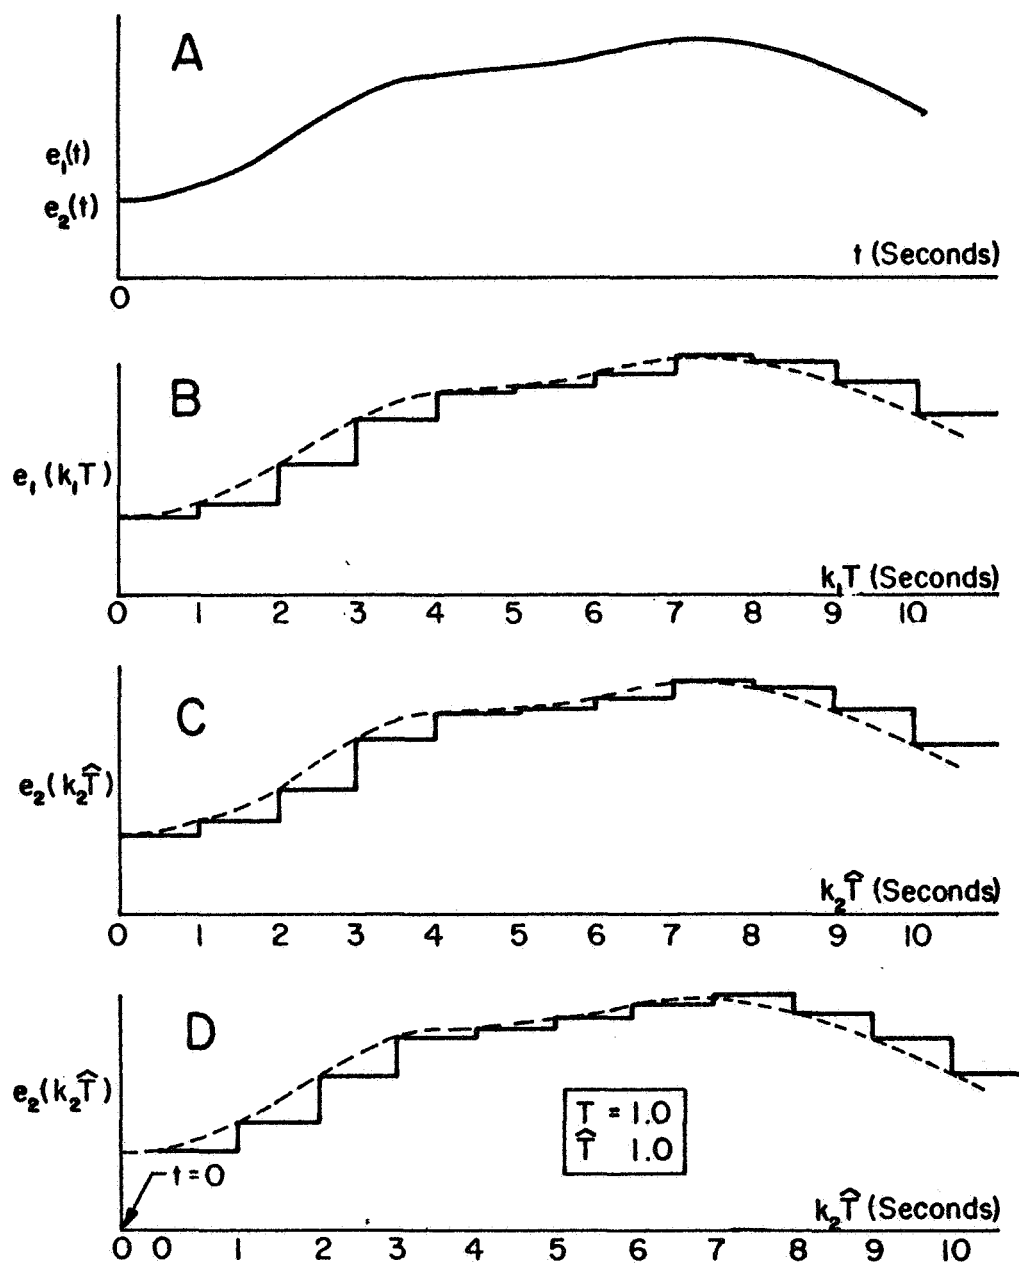 A
e₁(t)
e₂(t)
t (Seconds)
0
B
e₁ (k₁T)
k₁T (Seconds)
0 1 2 3 4 5 6 7 8 9 10
C
e₂(k₂T̂)
k₂T̂ (Seconds)
0 1 2 3 4 5 6 7 8 9 10
D
e₂(k₂T̂)
T = 1.0
T̂ 1.0
t=0
k₂T̂ (Seconds)
0 0 1 2 3 4 5 6 7 8 9 10